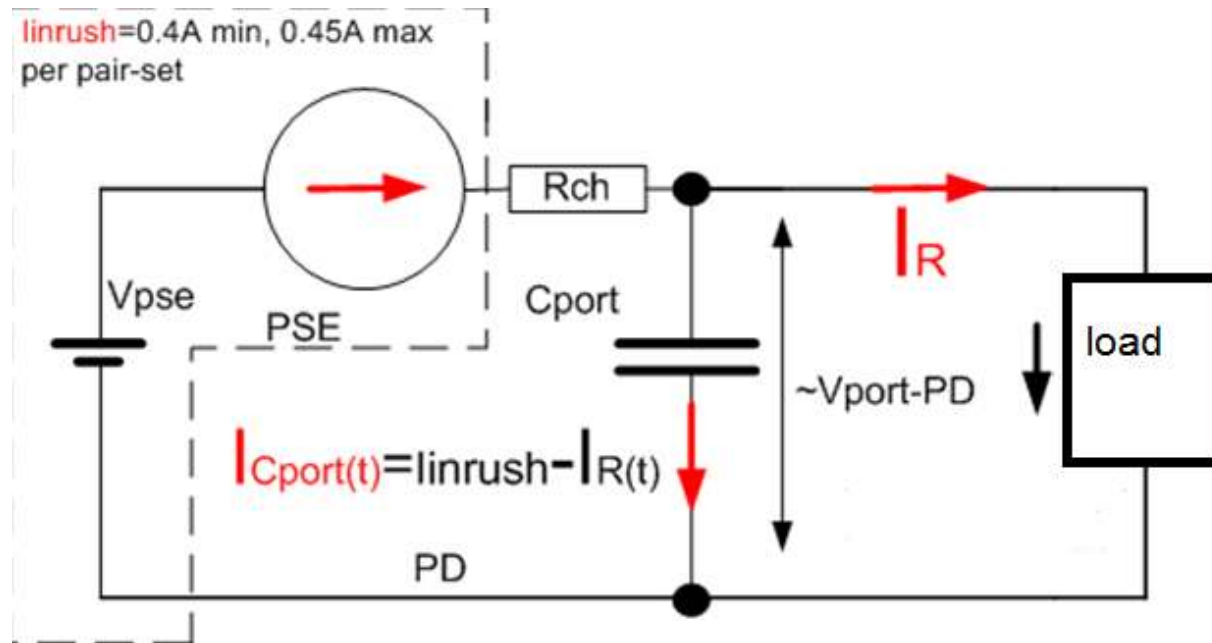 Iinrush=0.4A min, 0.45A max
per pair-set
Rch
IR
Vpse
PSE
Cport
load
~Vport-PD
ICport(t)=Iinrush-IR(t)
PD